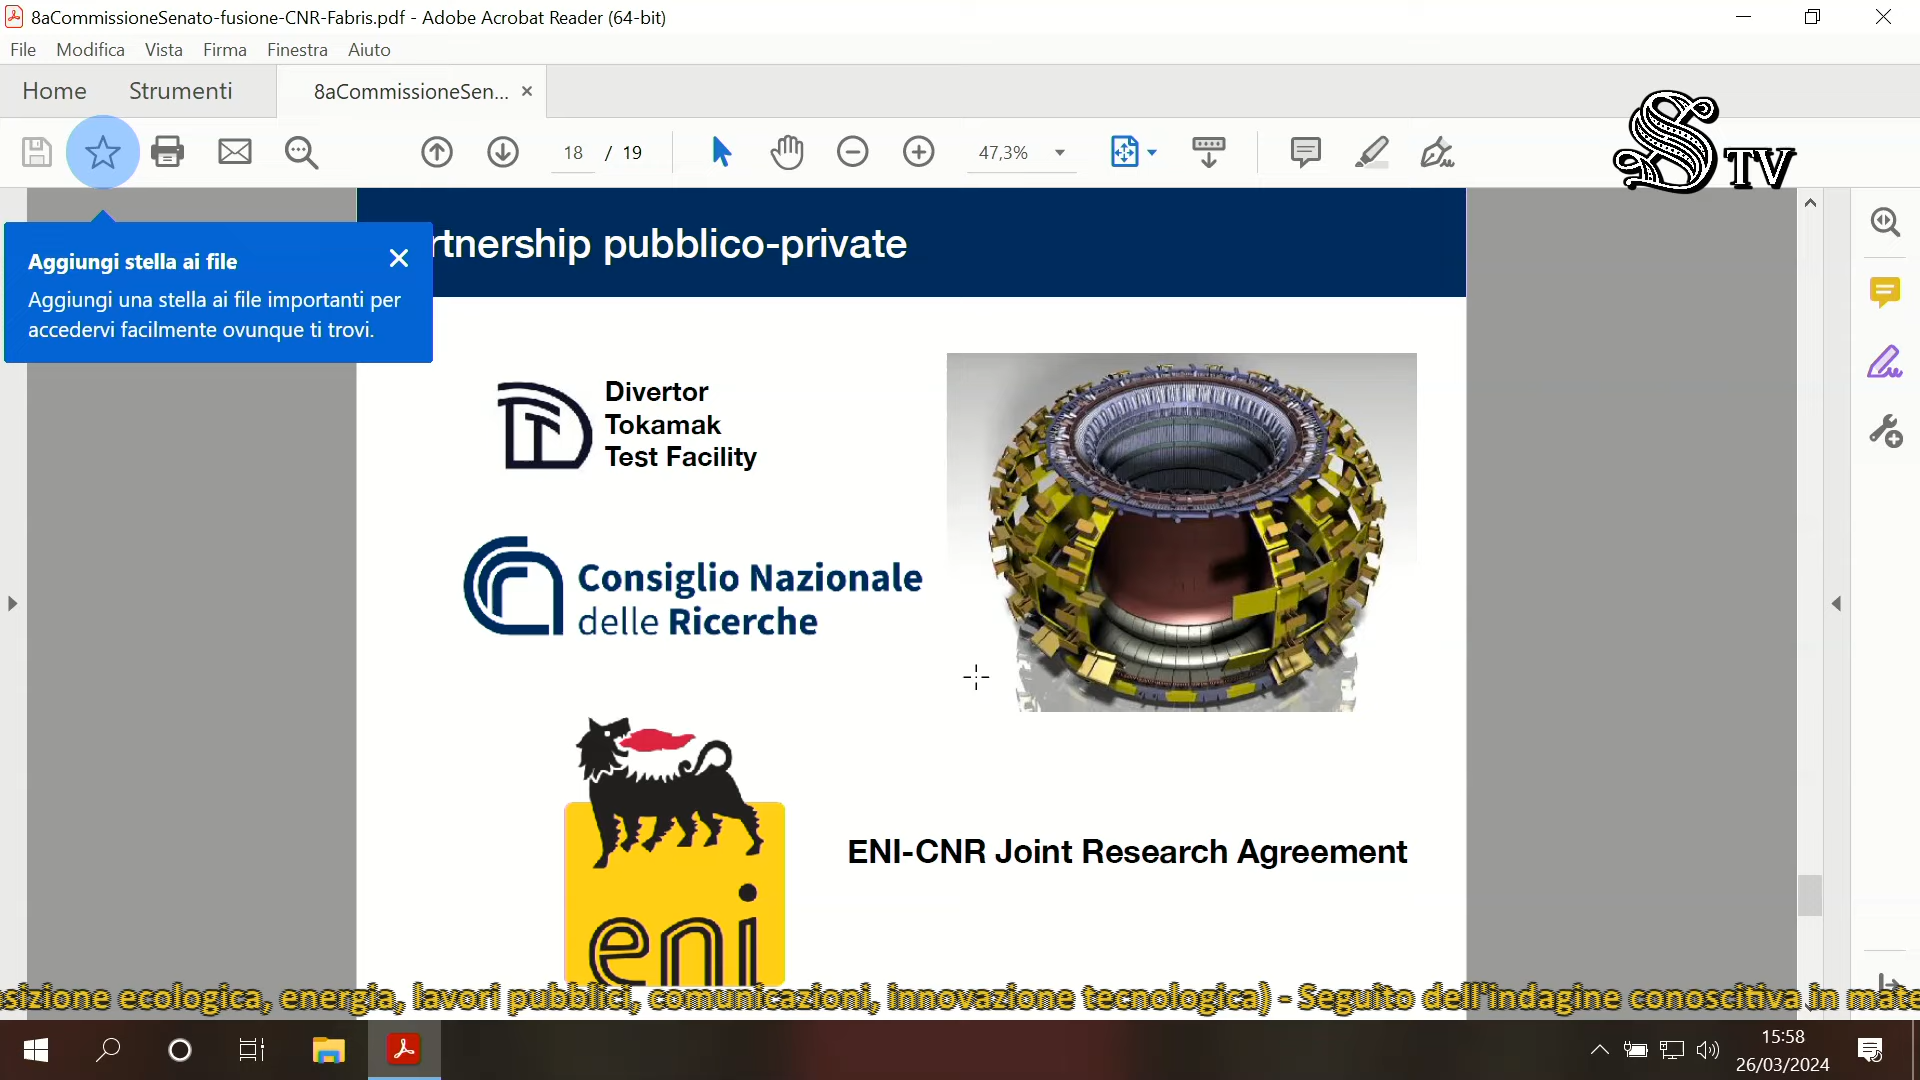 8aCommissioneSenato-fusione-CNR-Fabris.pdf - Adobe Acrobat Reader (64-bit)
File Modifica Vista Firma Finestra Aiuto
Home Strumenti 8aCommissioneSen... ×
18 / 19 47,3%
S TV
rtnership pubblico-private
Aggiungi stella ai file
Aggiungi una stella ai file importanti per
accedervi facilmente ovunque ti trovi.
Divertor
Tokamak
Test Facility
Consiglio Nazionale
delle Ricerche
ENI-CNR Joint Research Agreement
eni
sizione ecologica, energia, lavori pubblici, comunicazioni, innovazione tecnologica) - Seguito dell'indagine conoscitiva in mate
15:58
26/03/2024